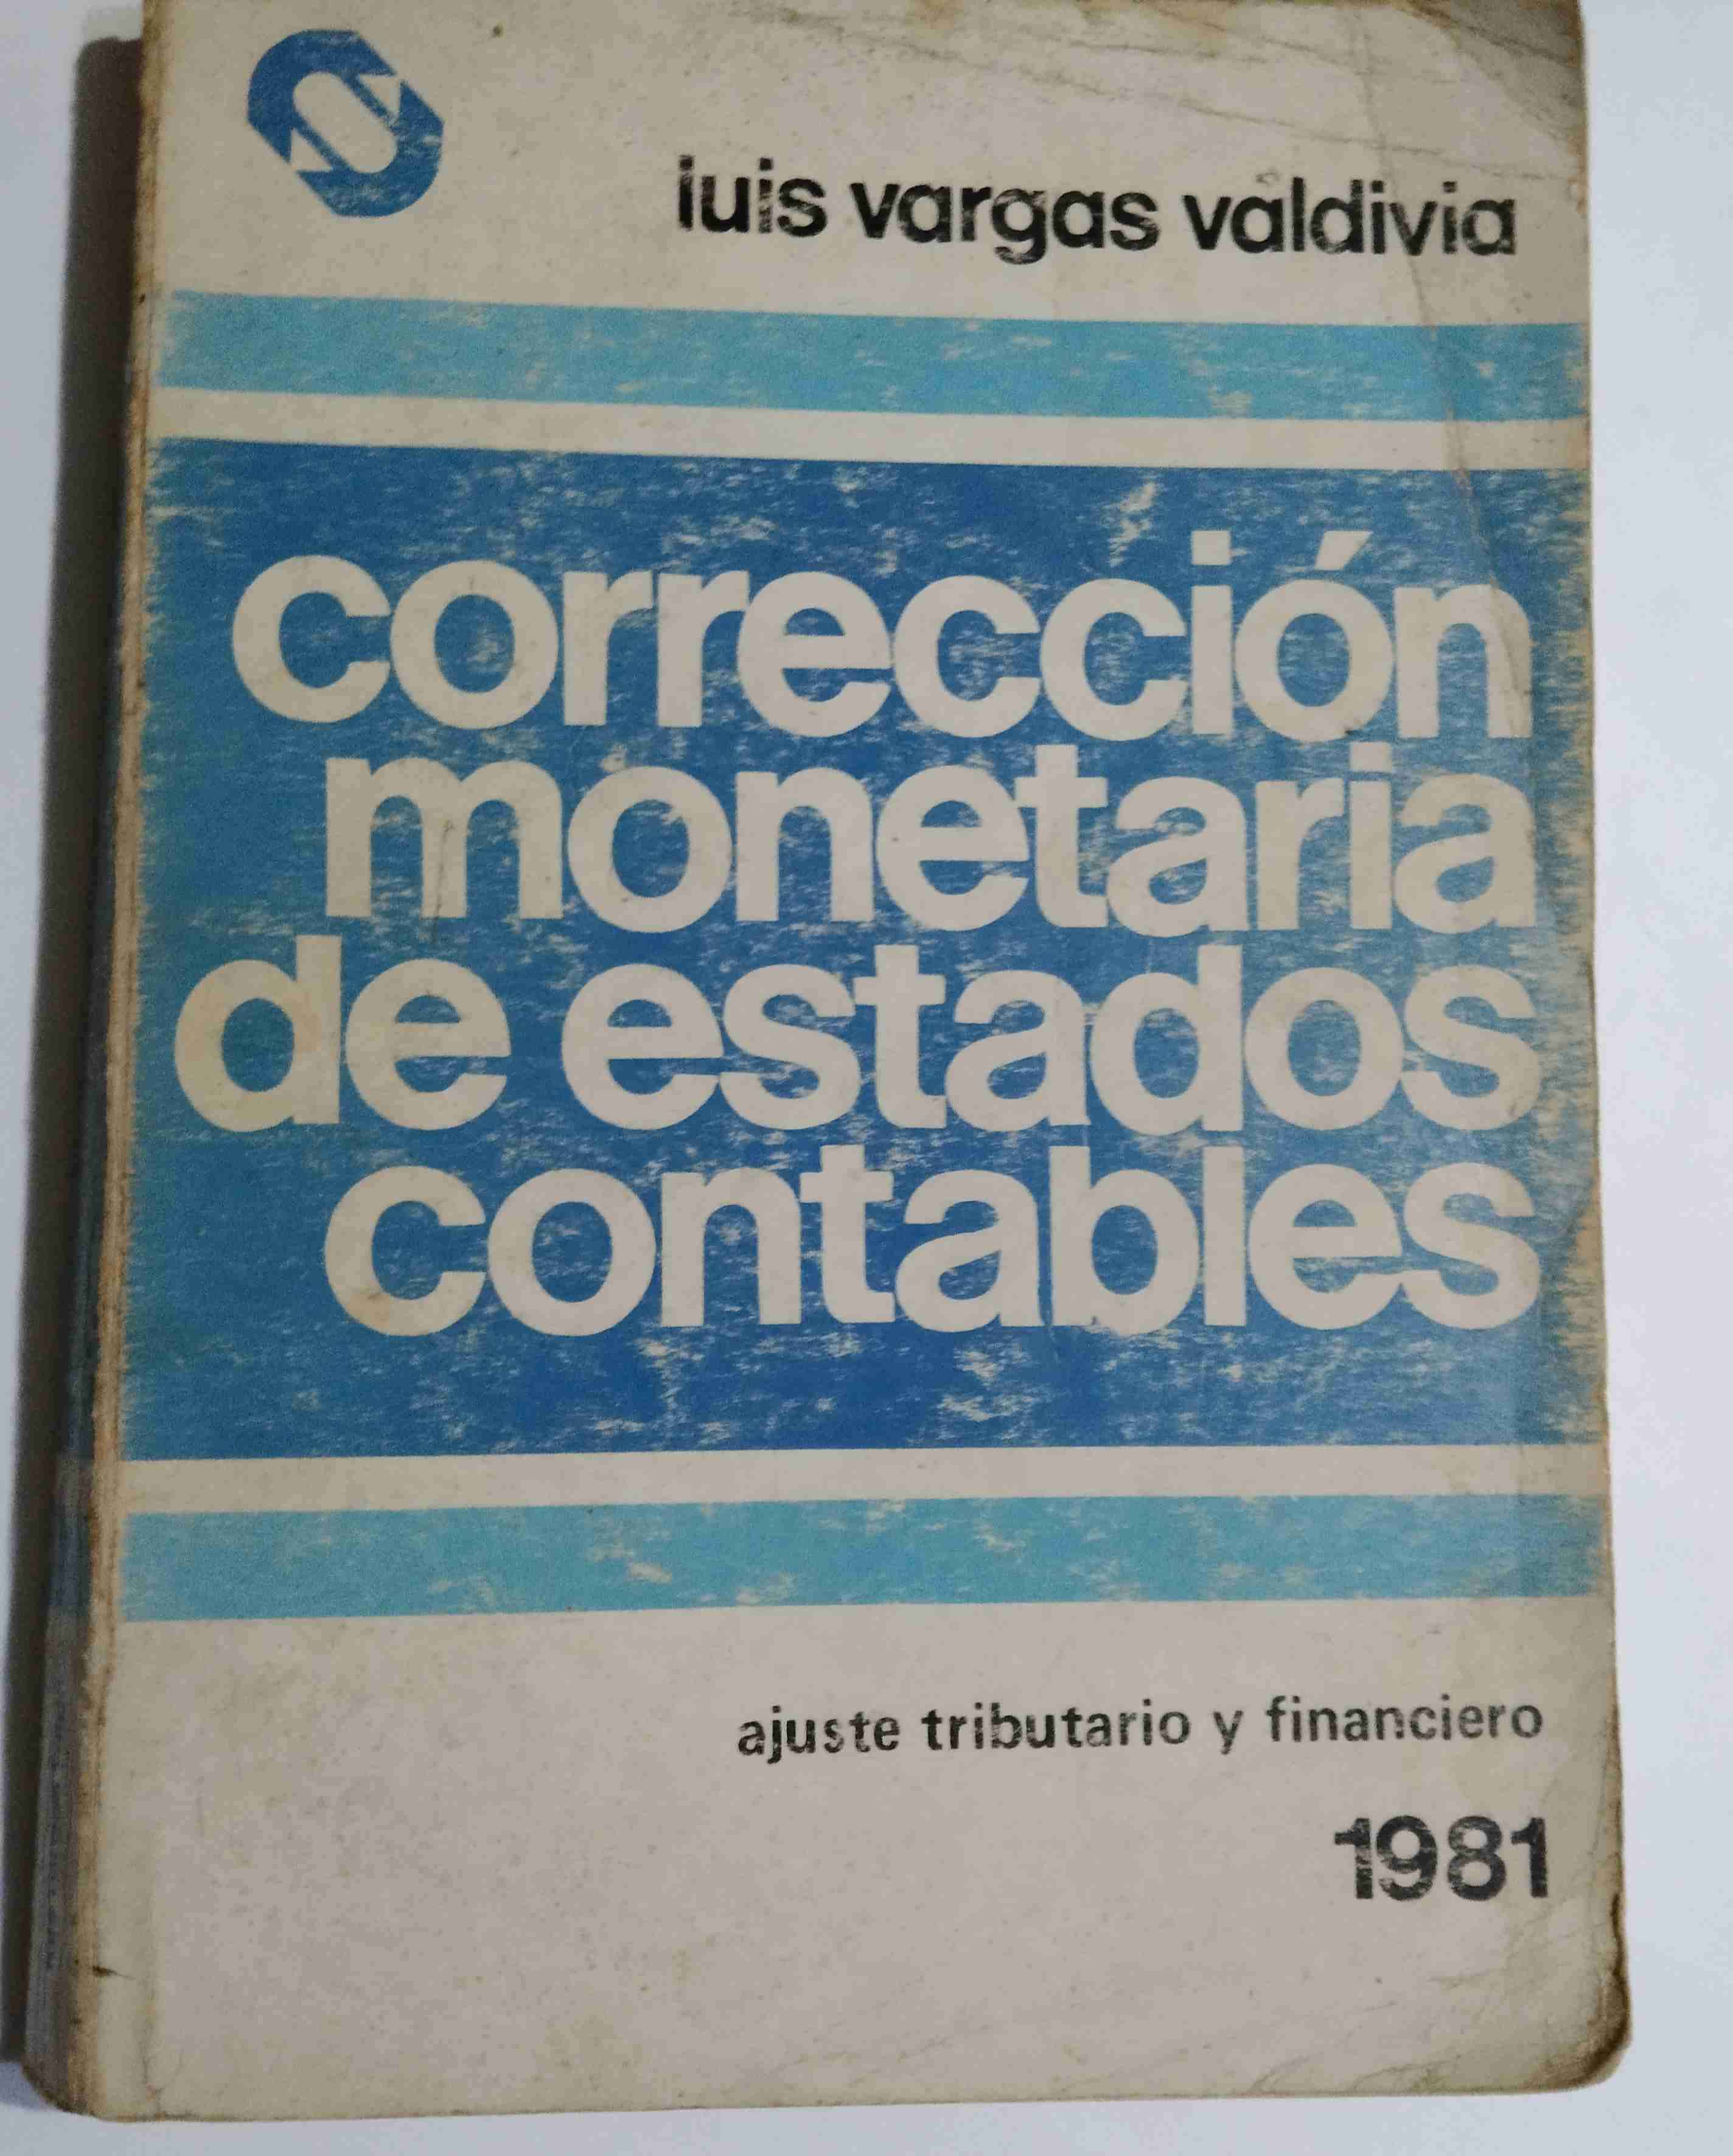 luis vargas valdivia
corrección
monetaria
de estados
contables
ajuste tributario y financiero
1981